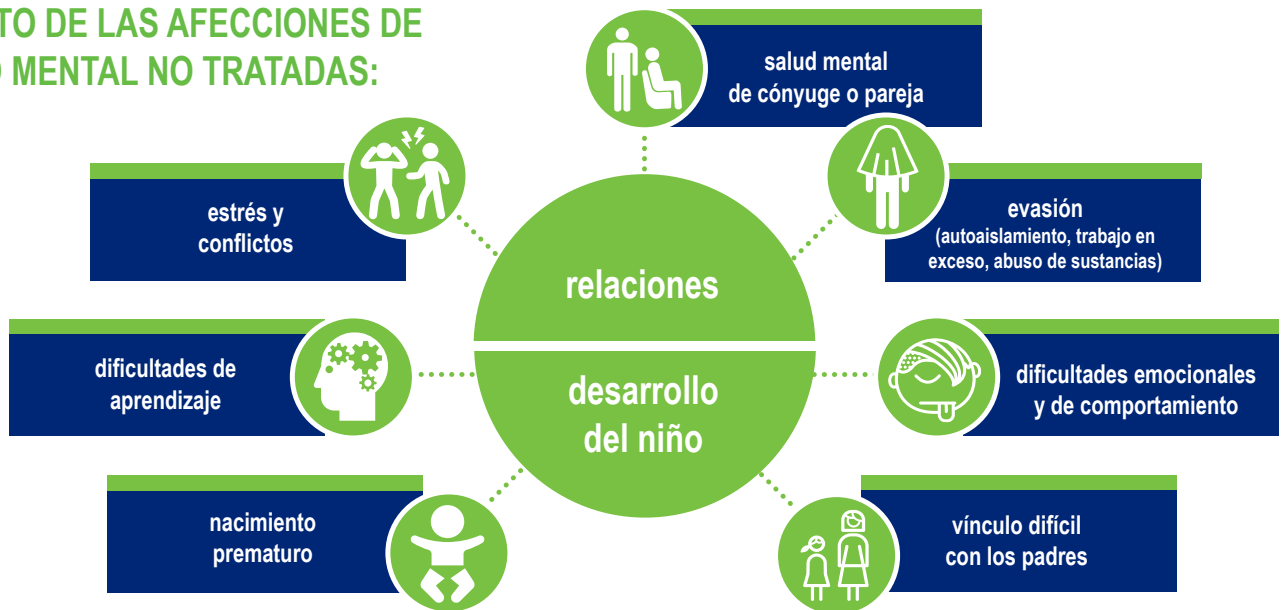 TO DE LAS AFECCIONES DE
MENTAL NO TRATADAS:
salud mental
de cónyuge o pareja
estrés y
conflictos
evasión
(autoaislamiento, trabajo en
exceso, abuso de sustancias)
relaciones
dificultades de
aprendizaje
desarrollo
del niño
dificultades emocionales
y de comportamiento
nacimiento
prematuro
vínculo difícil
con los padres